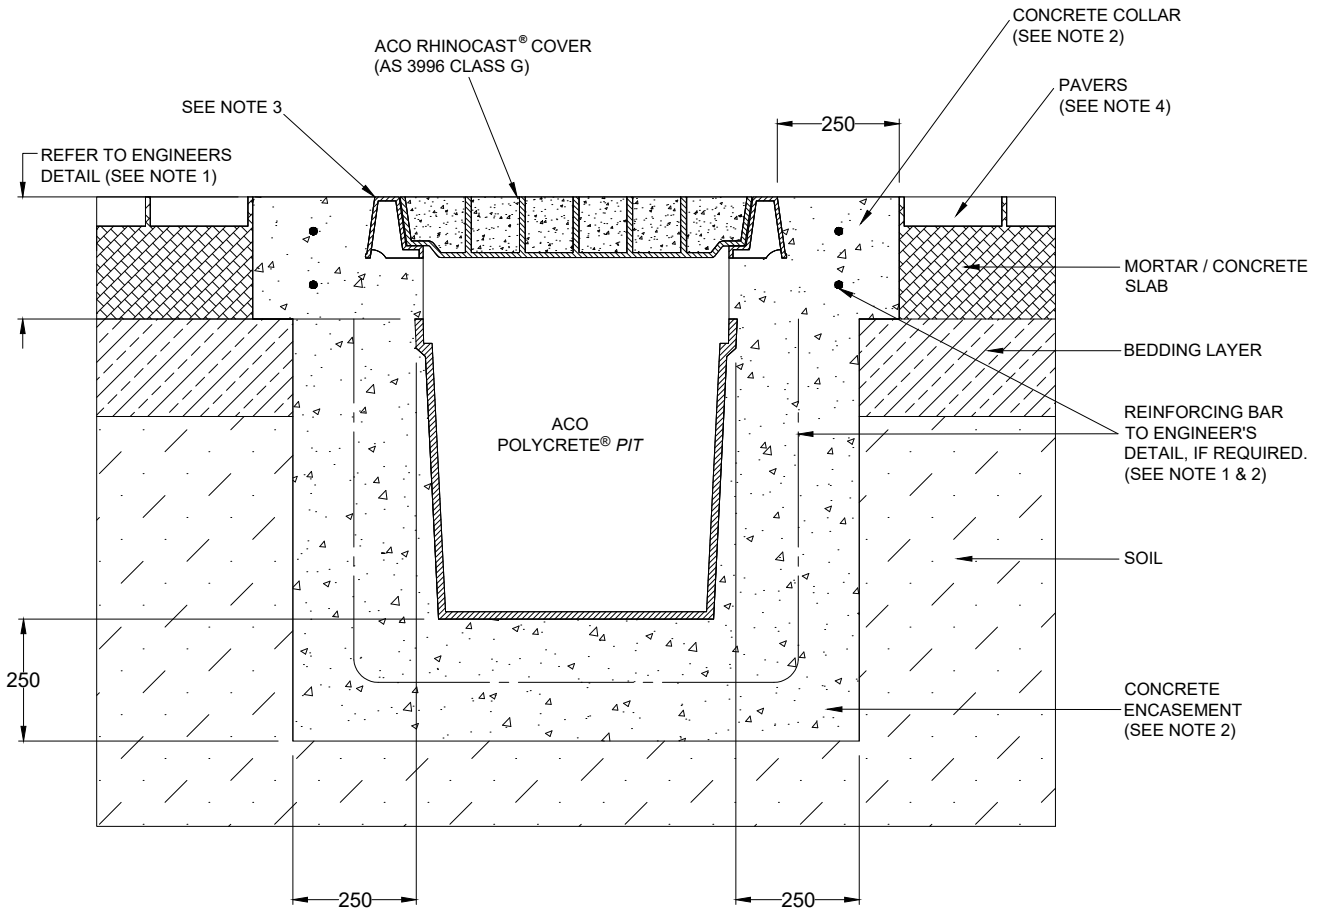 CONCRETE COLLAR
(SEE NOTE 2)
ACO RHINOCAST® COVER
(AS 3996 CLASS G)
PAVERS
(SEE NOTE 4)
SEE NOTE 3
250
REFER TO ENGINEERS
DETAIL (SEE NOTE 1)
MORTAR / CONCRETE
SLAB
BEDDING LAYER
ACO
POLYCRETE® PIT
REINFORCING BAR
TO ENGINEER'S
DETAIL, IF REQUIRED.
(SEE NOTE 1 & 2)
SOIL
250
CONCRETE
ENCASEMENT
(SEE NOTE 2)
250
250